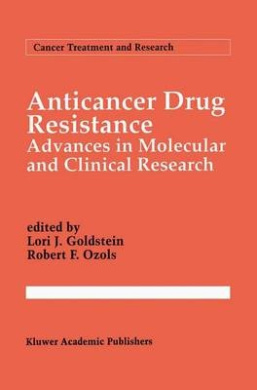 Cancer Treatment and Research
Anticancer Drug
Resistance
Advances in Molecular
and Clinical Research
edited by
Lori J. Goldstein
Robert F. Ozols
Kluwer Academic Publishers